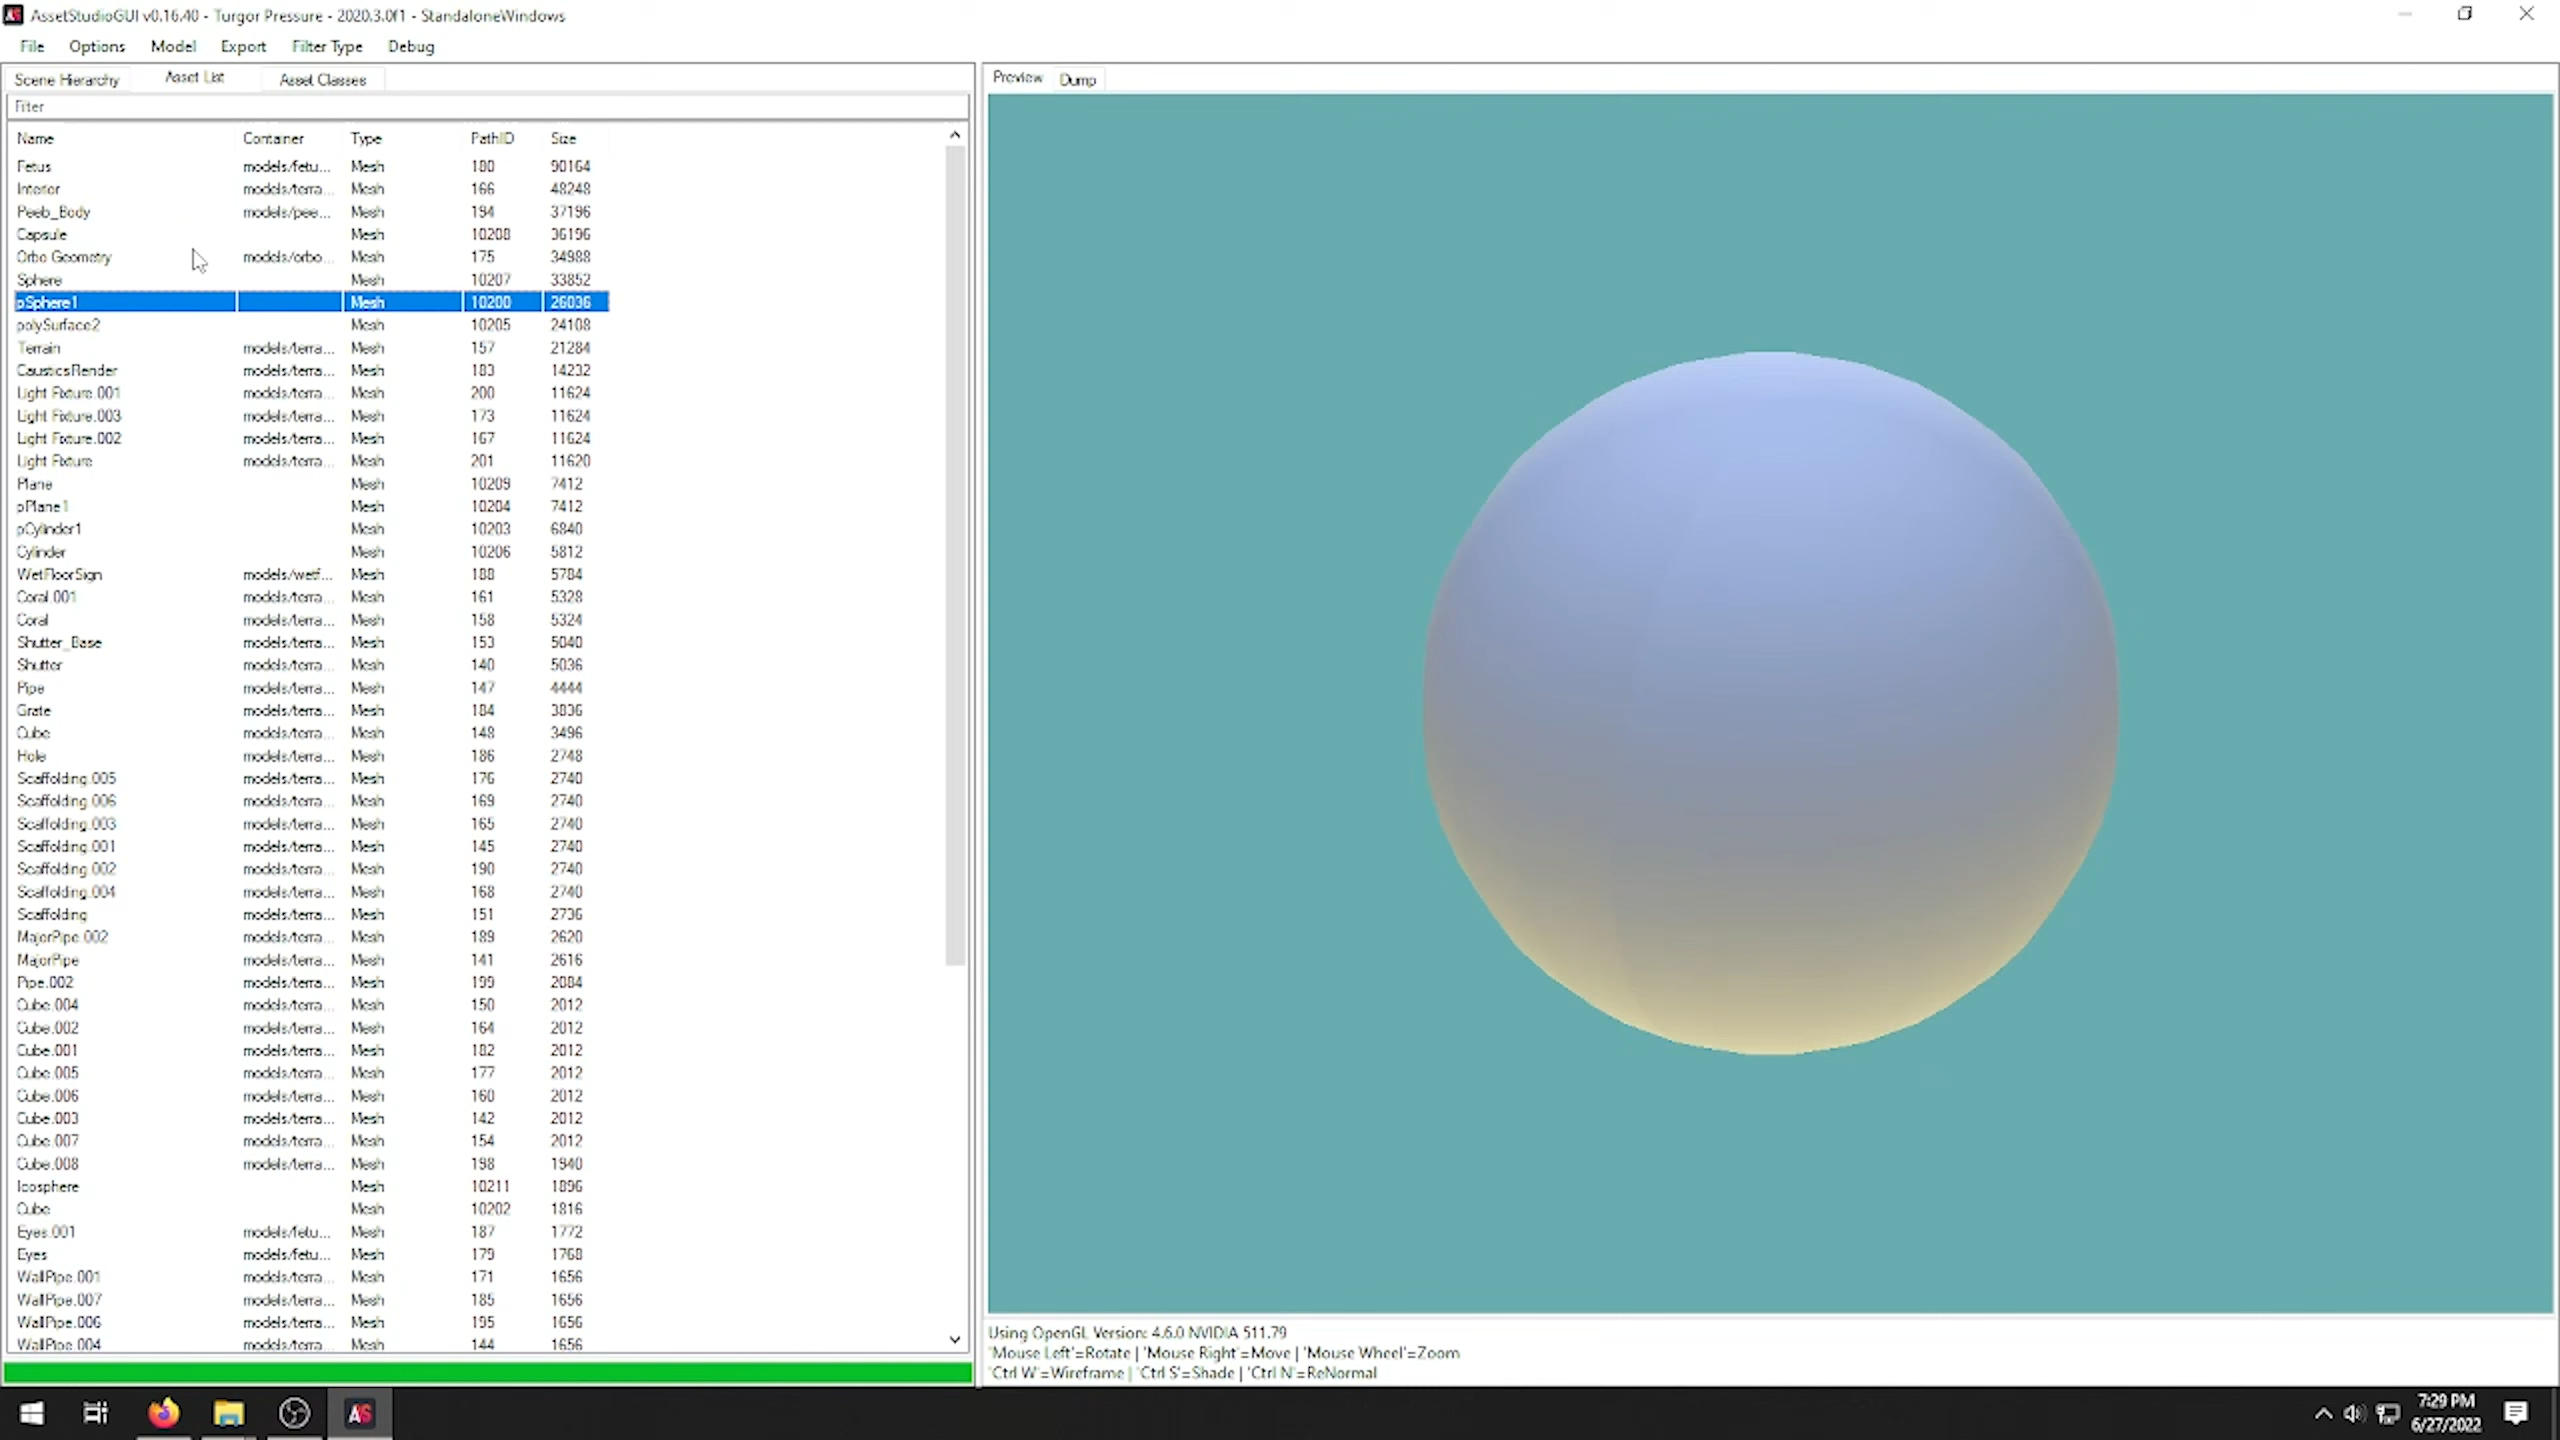 AssetStudioGUI v0.16.40 - Turgor Pressure - 2020.3.0f1 - StandaloneWindows
File Options Model Export Filter Type Debug
Scene Hierarchy Asset List Asset Classes
Filter
Name Container Type PathID Size
Fetus models/fetu... Mesh 180 90164
Interior models/terra... Mesh 166 48248
Peeb_Body models/pee... Mesh 194 37196
Capsule Mesh 10208 36196
Orbo Geometry models/orbo... Mesh 175 34988
Sphere Mesh 10207 33852
pSphere1 Mesh 10200 26036
polySurface2 Mesh 10205 24108
Terrain models/terra... Mesh 157 21284
CausticsRender models/terra... Mesh 183 14232
Light Fixture.001 models/terra... Mesh 200 11624
Light Fixture.003 models/terra... Mesh 173 11624
Light Fixture.002 models/terra... Mesh 167 11624
Light Fixture models/terra... Mesh 201 11620
Plane Mesh 10209 7412
pPlane1 Mesh 10204 7412
pCylinder1 Mesh 10203 6840
Cylinder Mesh 10206 5812
WetFloorSign models/wetf... Mesh 188 5784
Coral.001 models/terra... Mesh 161 5328
Coral models/terra... Mesh 158 5324
Shutter_Base models/terra... Mesh 153 5040
Shutter models/terra... Mesh 140 5036
Pipe models/terra... Mesh 147 4444
Grate models/terra... Mesh 184 3836
Cube models/terra... Mesh 148 3496
Hole models/terra... Mesh 186 2748
Scaffolding.005 models/terra... Mesh 176 2740
Scaffolding.006 models/terra... Mesh 169 2740
Scaffolding.003 models/terra... Mesh 165 2740
Scaffolding.001 models/terra... Mesh 145 2740
Scaffolding.002 models/terra... Mesh 190 2740
Scaffolding.004 models/terra... Mesh 168 2740
Scaffolding models/terra... Mesh 151 2736
MajorPipe.002 models/terra... Mesh 189 2620
MajorPipe models/terra... Mesh 141 2616
Pipe.002 models/terra... Mesh 199 2084
Cube.004 models/terra... Mesh 150 2012
Cube.002 models/terra... Mesh 164 2012
Cube.001 models/terra... Mesh 182 2012
Cube.005 models/terra... Mesh 177 2012
Cube.006 models/terra... Mesh 160 2012
Cube.003 models/terra... Mesh 142 2012
Cube.007 models/terra... Mesh 154 2012
Cube.008 models/terra... Mesh 198 1940
Icosphere Mesh 10211 1896
Cube Mesh 10202 1816
Eyes.001 models/fetu... Mesh 187 1772
Eyes models/fetu... Mesh 179 1768
WallPipe.001 models/terra... Mesh 171 1656
WallPipe.007 models/terra... Mesh 185 1656
WallPipe.006 models/terra... Mesh 195 1656
WallPipe.004 models/terra... Mesh 144 1656
Preview Dump
Using OpenGL Version: 4.6.0 NVIDIA 511.79
'Mouse Left'=Rotate | 'Mouse Right'=Move | 'Mouse Wheel'=Zoom
'Ctrl W'=Wireframe | 'Ctrl S'=Shade | 'Ctrl N'=ReNormal
AS
7:29 PM
6/27/2022